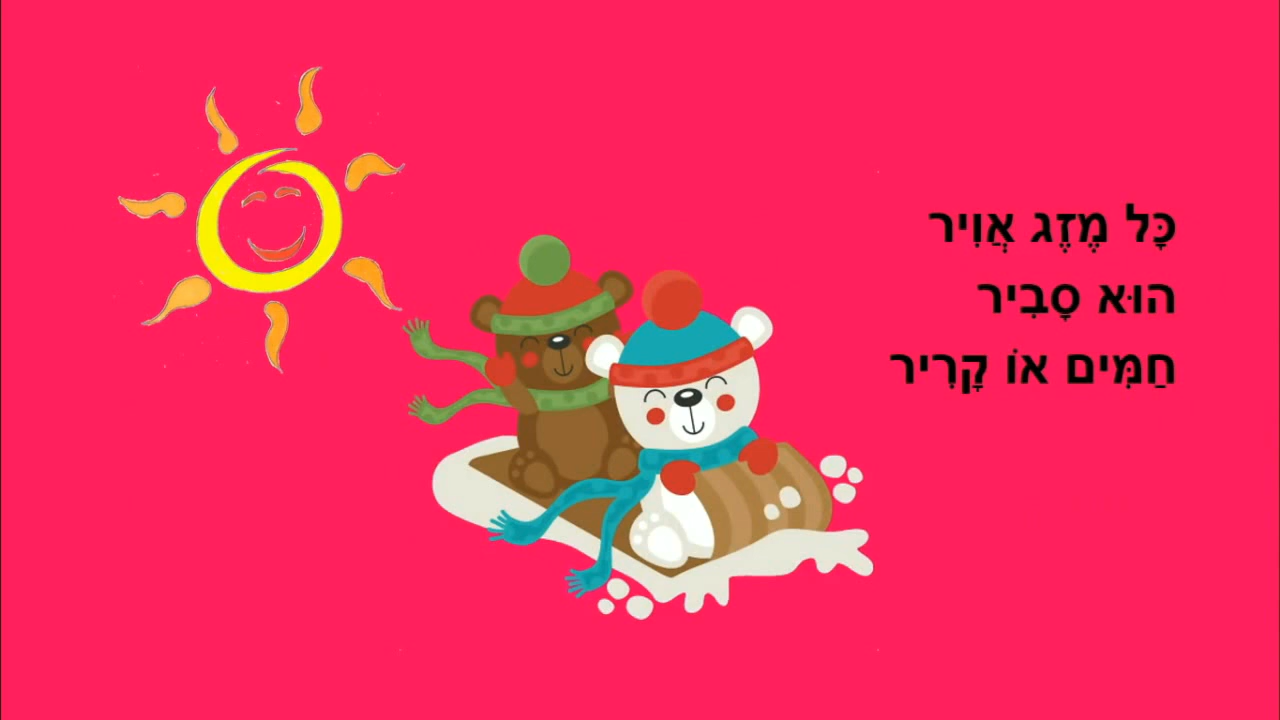 כָּל מֶזֶג אֲוִיר
הוּא סָבִיר
חַמִּים אוֹ קָרִיר